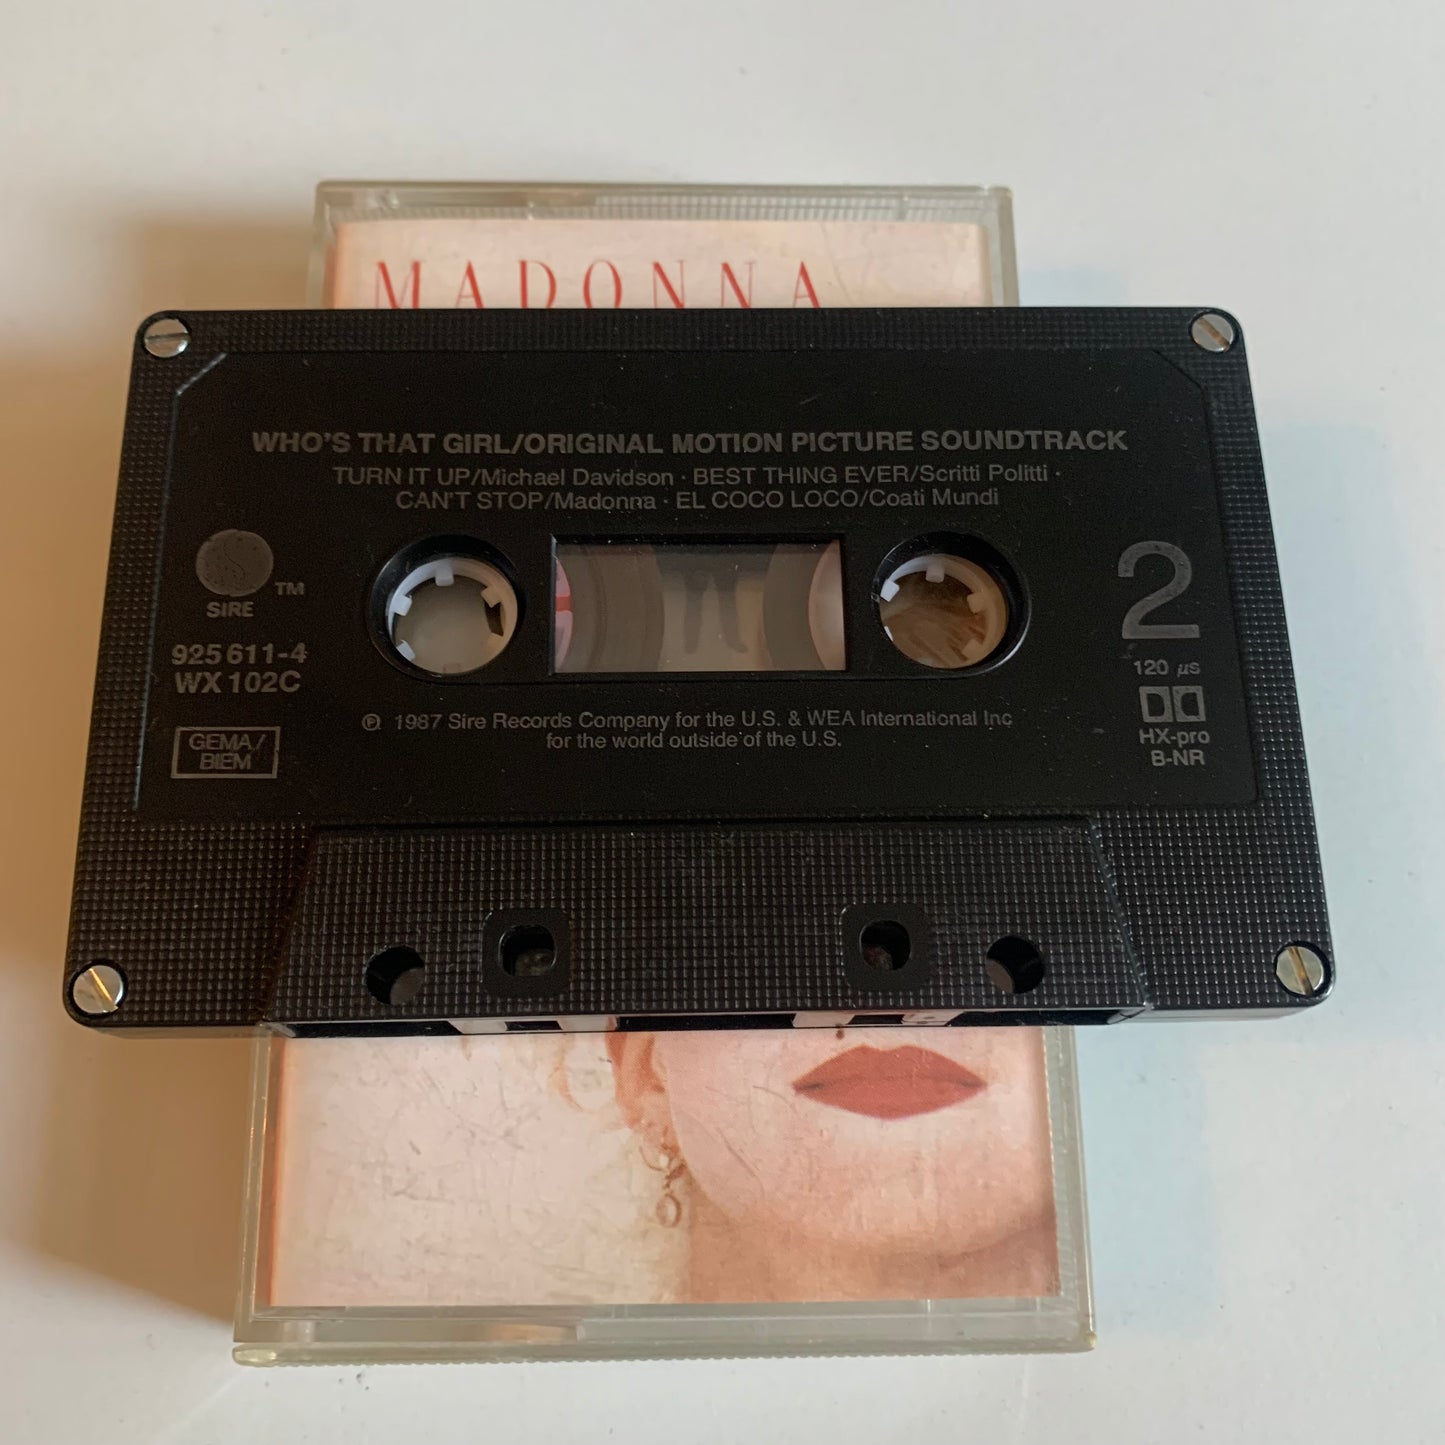 MADONNA
WHO'S THAT GIRL/ORIGINAL MOTION PICTURE SOUNDTRACK
TURN IT UP/Michael Davidson · BEST THING EVER/Scritti Politti ·
CAN'T STOP/Madonna · EL COCO LOCO/Coati Mundi
SIRE
TM
925 611-4
WX 102C
GEMA/
BIEM
2
120 µs
HX-pro
B-NR
℗ 1987 Sire Records Company for the U.S. & WEA International Inc
for the world outside of the U.S.